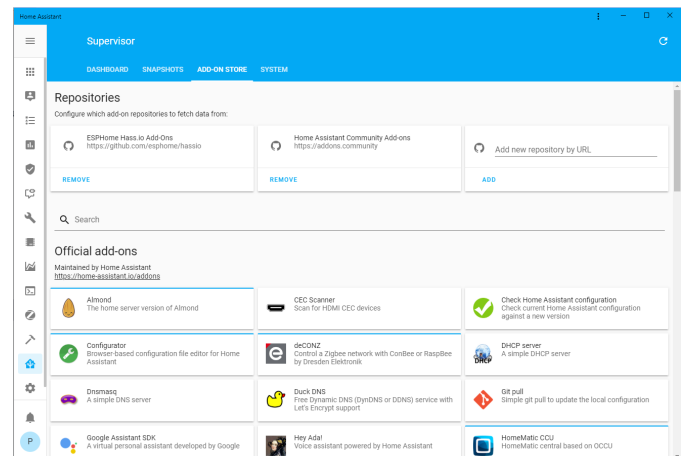 Home Assistant
Supervisor
DASHBOARD SNAPSHOTS ADD-ON STORE SYSTEM
Repositories
Configure which add-on repositories to fetch data from:
ESPHome Hass.io Add-Ons
https://github.com/esphome/hassio
REMOVE
Home Assistant Community Add-ons
https://addons.community
REMOVE
Add new repository by URL
ADD
Search
Official add-ons
Maintained by Home Assistant
https://home-assistant.io/addons
Almond
The home server version of Almond
CEC Scanner
Scan for HDMI CEC devices
Check Home Assistant configuration
Check current Home Assistant configuration
against a new version
Configurator
Browser-based configuration file editor for Home
Assistant
deCONZ
Control a Zigbee network with ConBee or RaspBee
by Dresden Elektronik
DHCP
DHCP server
A simple DHCP server
Dnsmasq
A simple DNS server
Duck DNS
Free Dynamic DNS (DynDNS or DDNS) service with
Let's Encrypt support
Git pull
Simple git pull to update the local configuration
P
Google Assistant SDK
A virtual personal assistant developed by Google
Hey Ada!
Voice assistant powered by Home Assistant
HomeMatic CCU
HomeMatic central based on OCCU